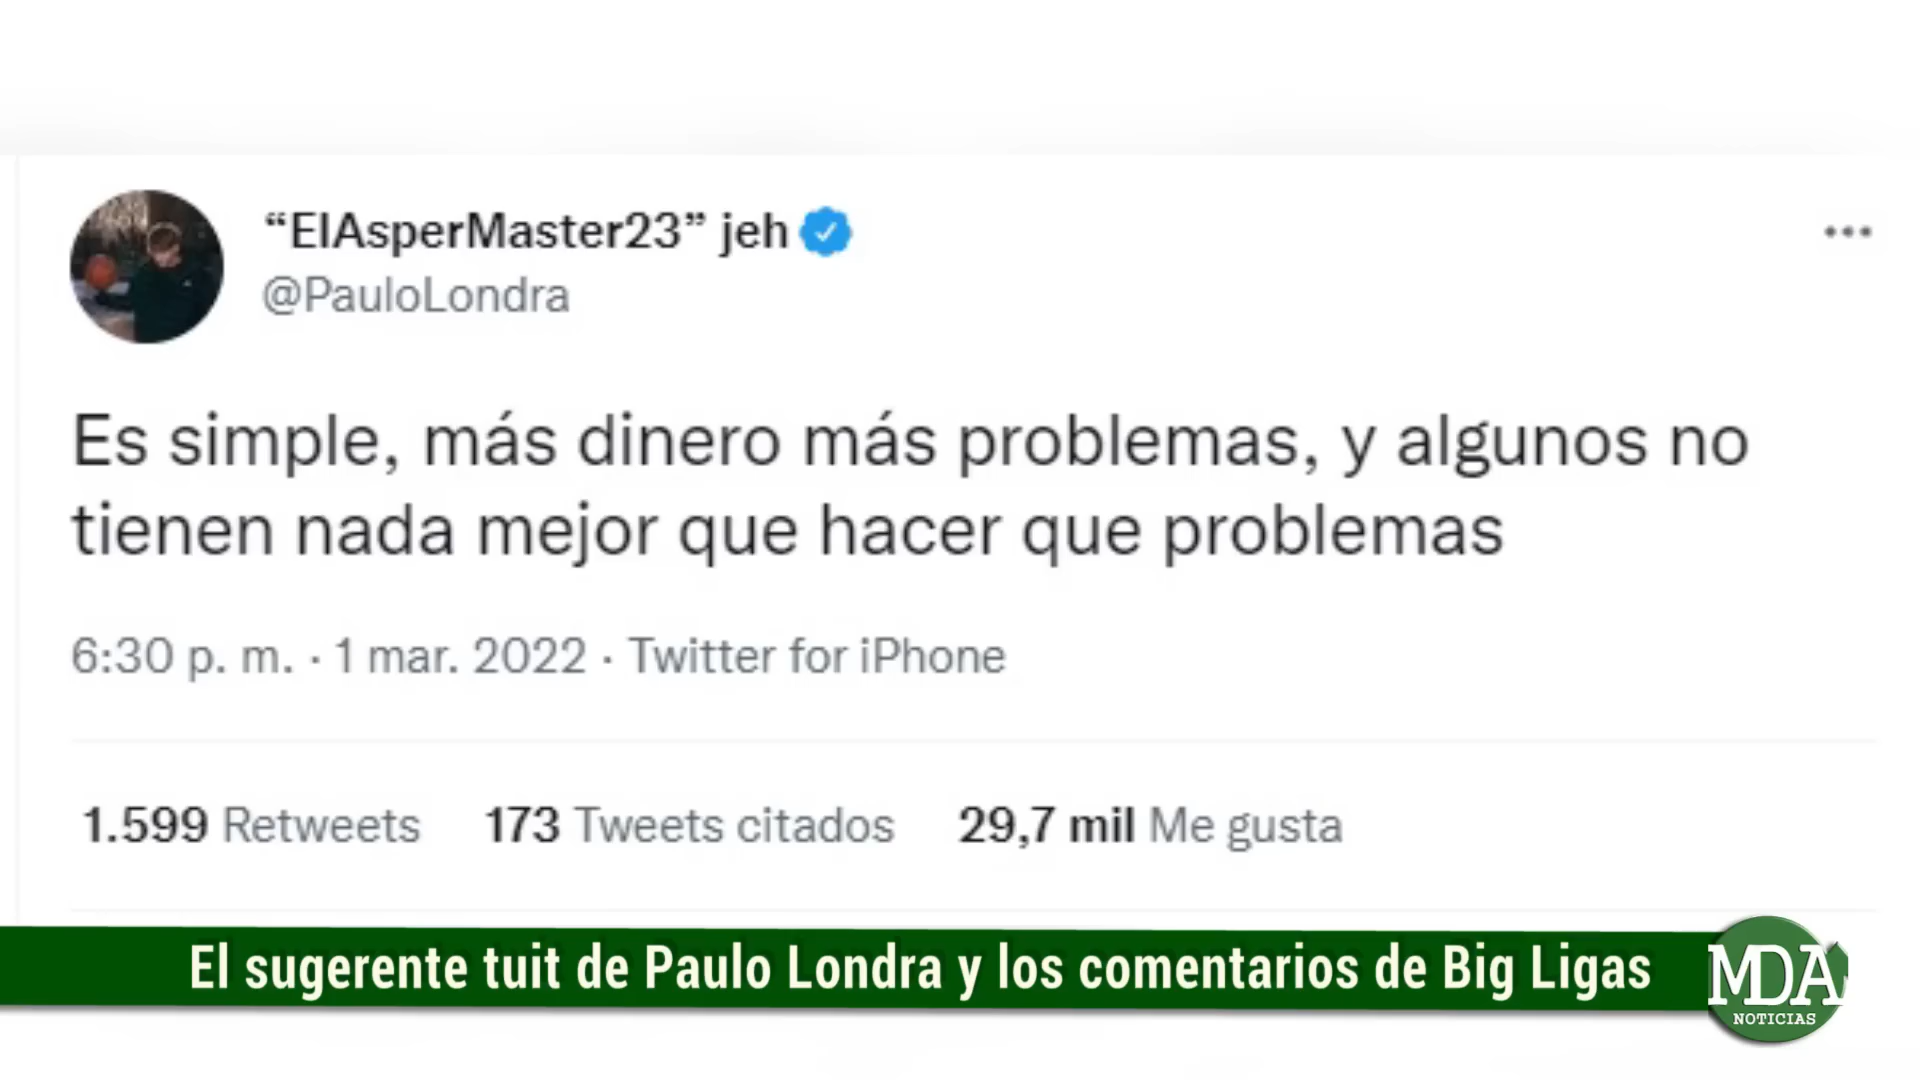 “ElAsperMaster23” jeh
@PauloLondra
Es simple, más dinero más problemas, y algunos no
tienen nada mejor que hacer que problemas
6:30 p. m. · 1 mar. 2022 · Twitter for iPhone
1.599 Retweets 173 Tweets citados 29,7 mil Me gusta
El sugerente tuit de Paulo Londra y los comentarios de Big Ligas
MDA
NOTICIAS